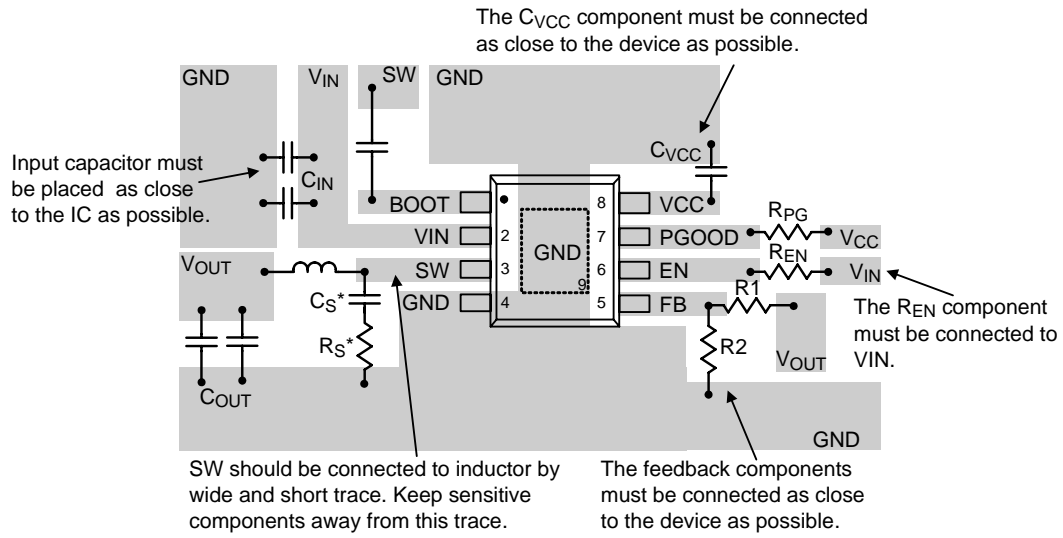 The CVCC component must be connected
as close to the device as possible.
GND
VIN
SW
GND
Input capacitor must
be placed as close
to the IC as possible.
CIN
CVCC
BOOT
8
VCC
RPG
VIN
2
GND
7
PGOOD
VCC
REN
VOUT
SW
3
6
EN
VIN
9
CS*
GND
4
5
FB
R1
The REN component
must be connected to
VIN.
RS*
R2
VOUT
COUT
GND
SW should be connected to inductor by
wide and short trace. Keep sensitive
components away from this trace.
The feedback components
must be connected as close
to the device as possible.